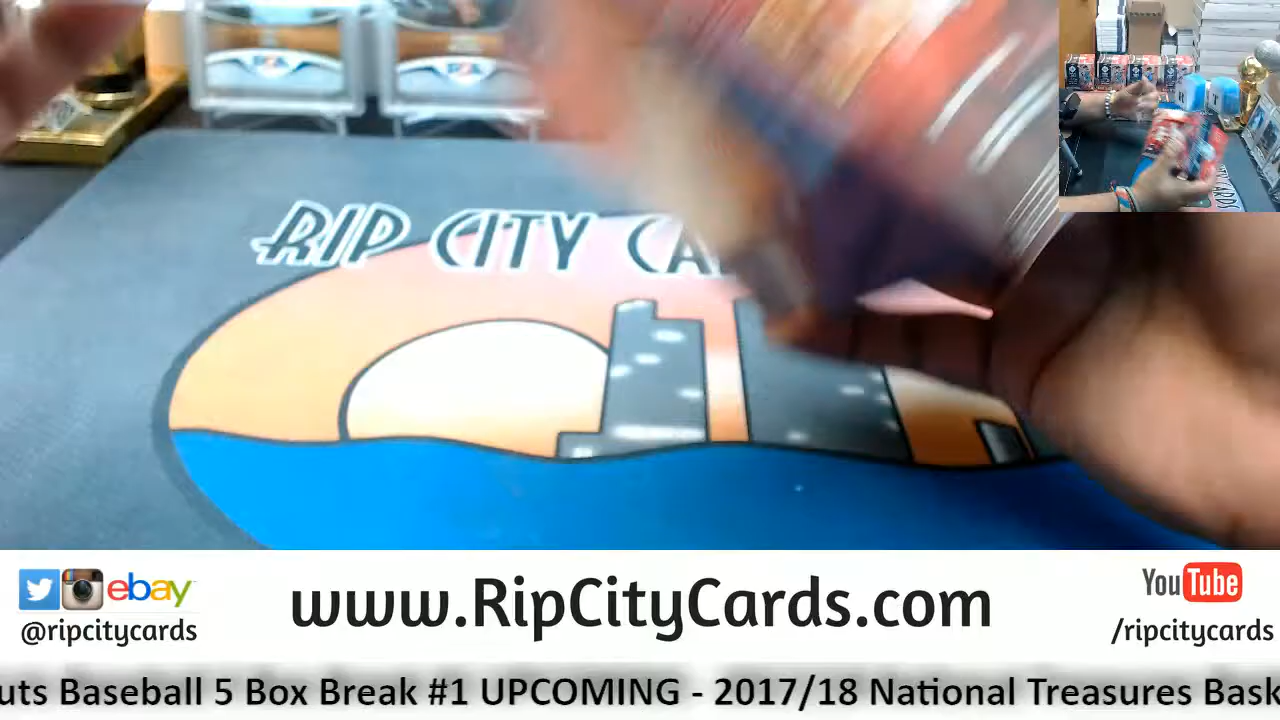 RIP CITY CA
ebay
@ripcitycards
www.RipCityCards.com
YouTube
/ripcitycards
uts Baseball 5 Box Break #1 UPCOMING - 2017/18 National Treasures Bask